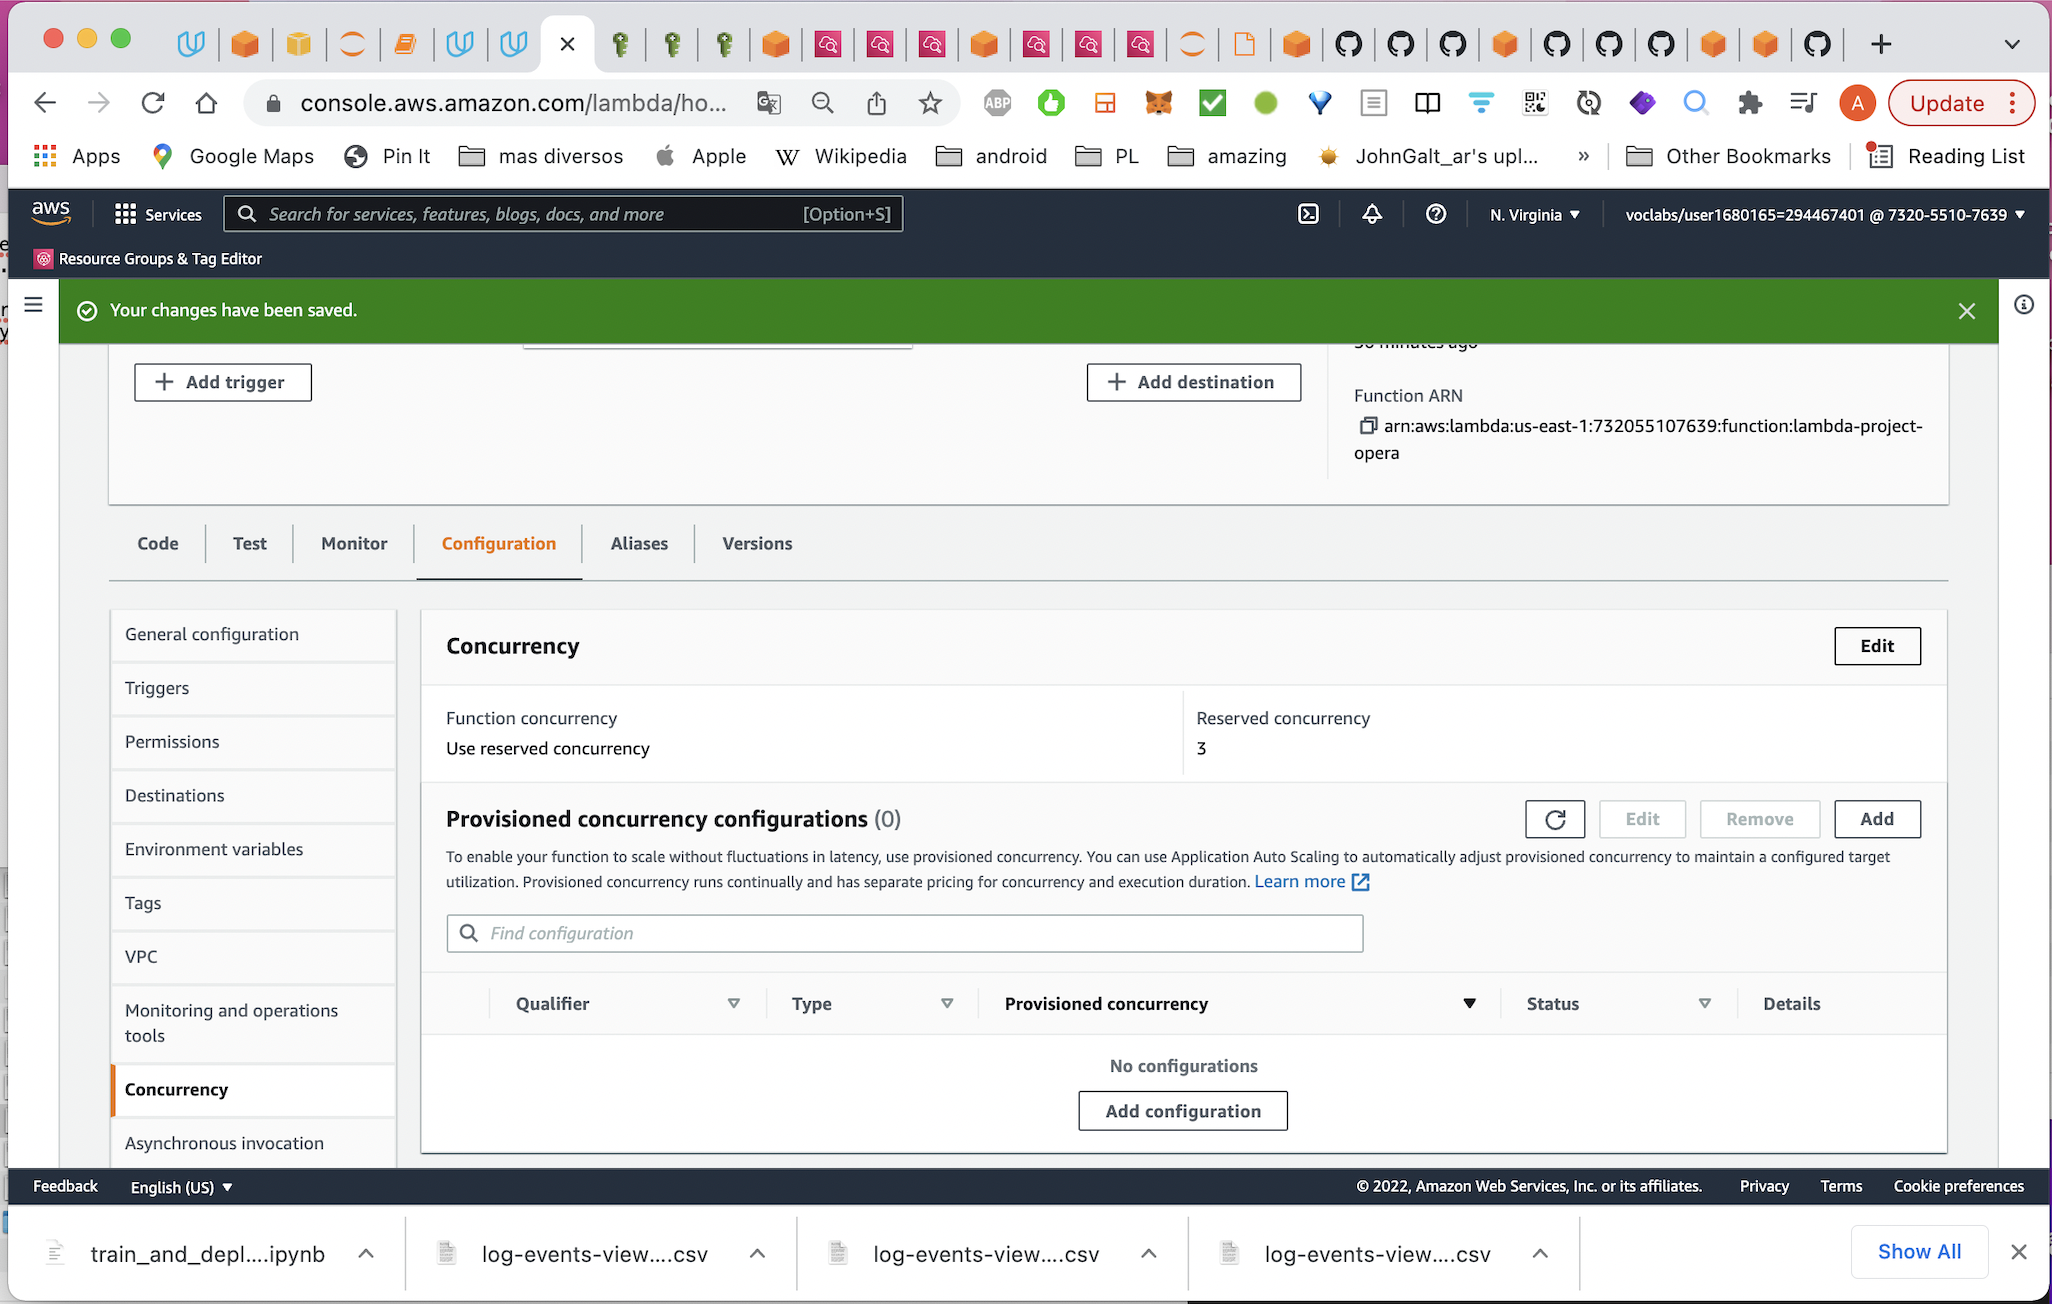 console.aws.amazon.com/lambda/ho...
ABP
A
Update
Apps
Google Maps
Pin It
mas diversos
Apple
W
Wikipedia
android
PL
amazing
JohnGalt_ar's upl...
»
Other Bookmarks
Reading List
aws
Services
Search for services, features, blogs, docs, and more
[Option+S]
N. Virginia ▼
voclabs/user1680165=294467401 @ 7320-5510-7639 ▼
Resource Groups & Tag Editor
Your changes have been saved.
+ Add trigger
+ Add destination
Function ARN
arn:aws:lambda:us-east-1:732055107639:function:lambda-project-
opera
Code
Test
Monitor
Configuration
Aliases
Versions
General configuration
Triggers
Permissions
Destinations
Environment variables
Tags
VPC
Monitoring and operations
tools
Concurrency
Asynchronous invocation
Concurrency
Edit
Function concurrency
Use reserved concurrency
Reserved concurrency
3
Provisioned concurrency configurations (0)
Edit
Remove
Add
To enable your function to scale without fluctuations in latency, use provisioned concurrency. You can use Application Auto Scaling to automatically adjust provisioned concurrency to maintain a configured target
utilization. Provisioned concurrency runs continually and has separate pricing for concurrency and execution duration. Learn more
Find configuration
Qualifier
Type
Provisioned concurrency
Status
Details
No configurations
Add configuration
Feedback
English (US) ▼
© 2022, Amazon Web Services, Inc. or its affiliates.
Privacy
Terms
Cookie preferences
train_and_depl....ipynb
log-events-view....csv
log-events-view....csv
log-events-view....csv
Show All